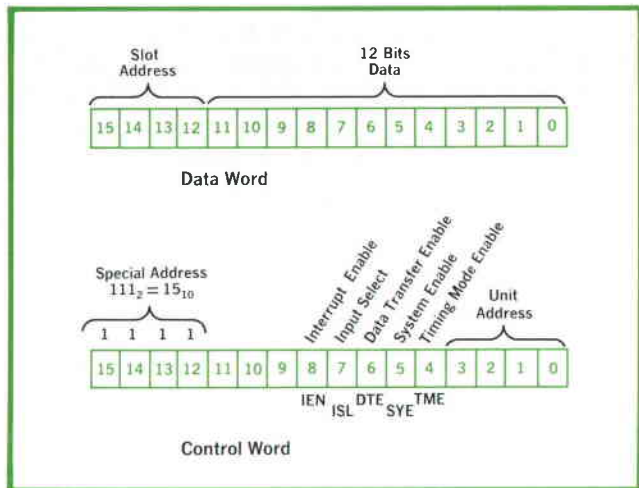 Slot
Address
12 Bits
Data
15 14 13 12 11 10 9 8 7 6 5 4 3 2 1 0
Data Word
Special Address
111₂ = 15₁₀
1 1 1 1
Interrupt Enable
Input Select
Data Transfer Enable
System Enable
Timing Mode Enable
Unit
Address
15 14 13 12 11 10 9 8 7 6 5 4 3 2 1 0
IEN ISL DTE SYE TME
Control Word